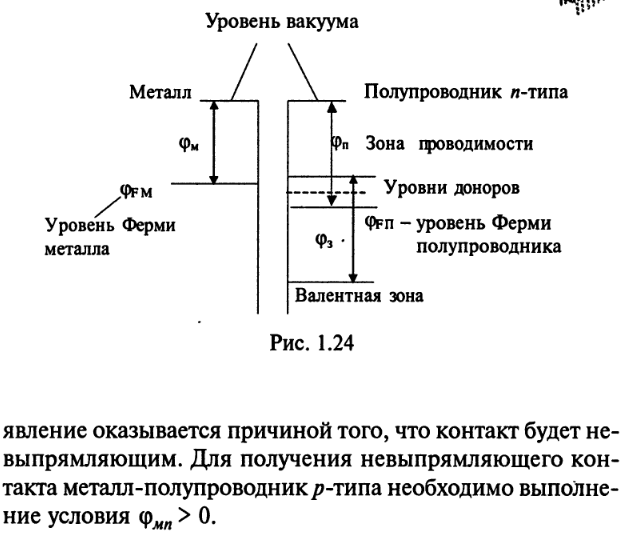 Уровень вакуума
Металл
Полупроводник n-типа
φм
φп
Зона проводимости
φFм
Уровни доноров
Уровень Ферми
металла
φFп – уровень Ферми
полупроводника
φз
Валентная зона
Рис. 1.24
явление оказывается причиной того, что контакт будет не-
выпрямляющим. Для получения невыпрямляющего кон-
такта металл-полупроводник p-типа необходимо выполне-
ние условия φмп > 0.